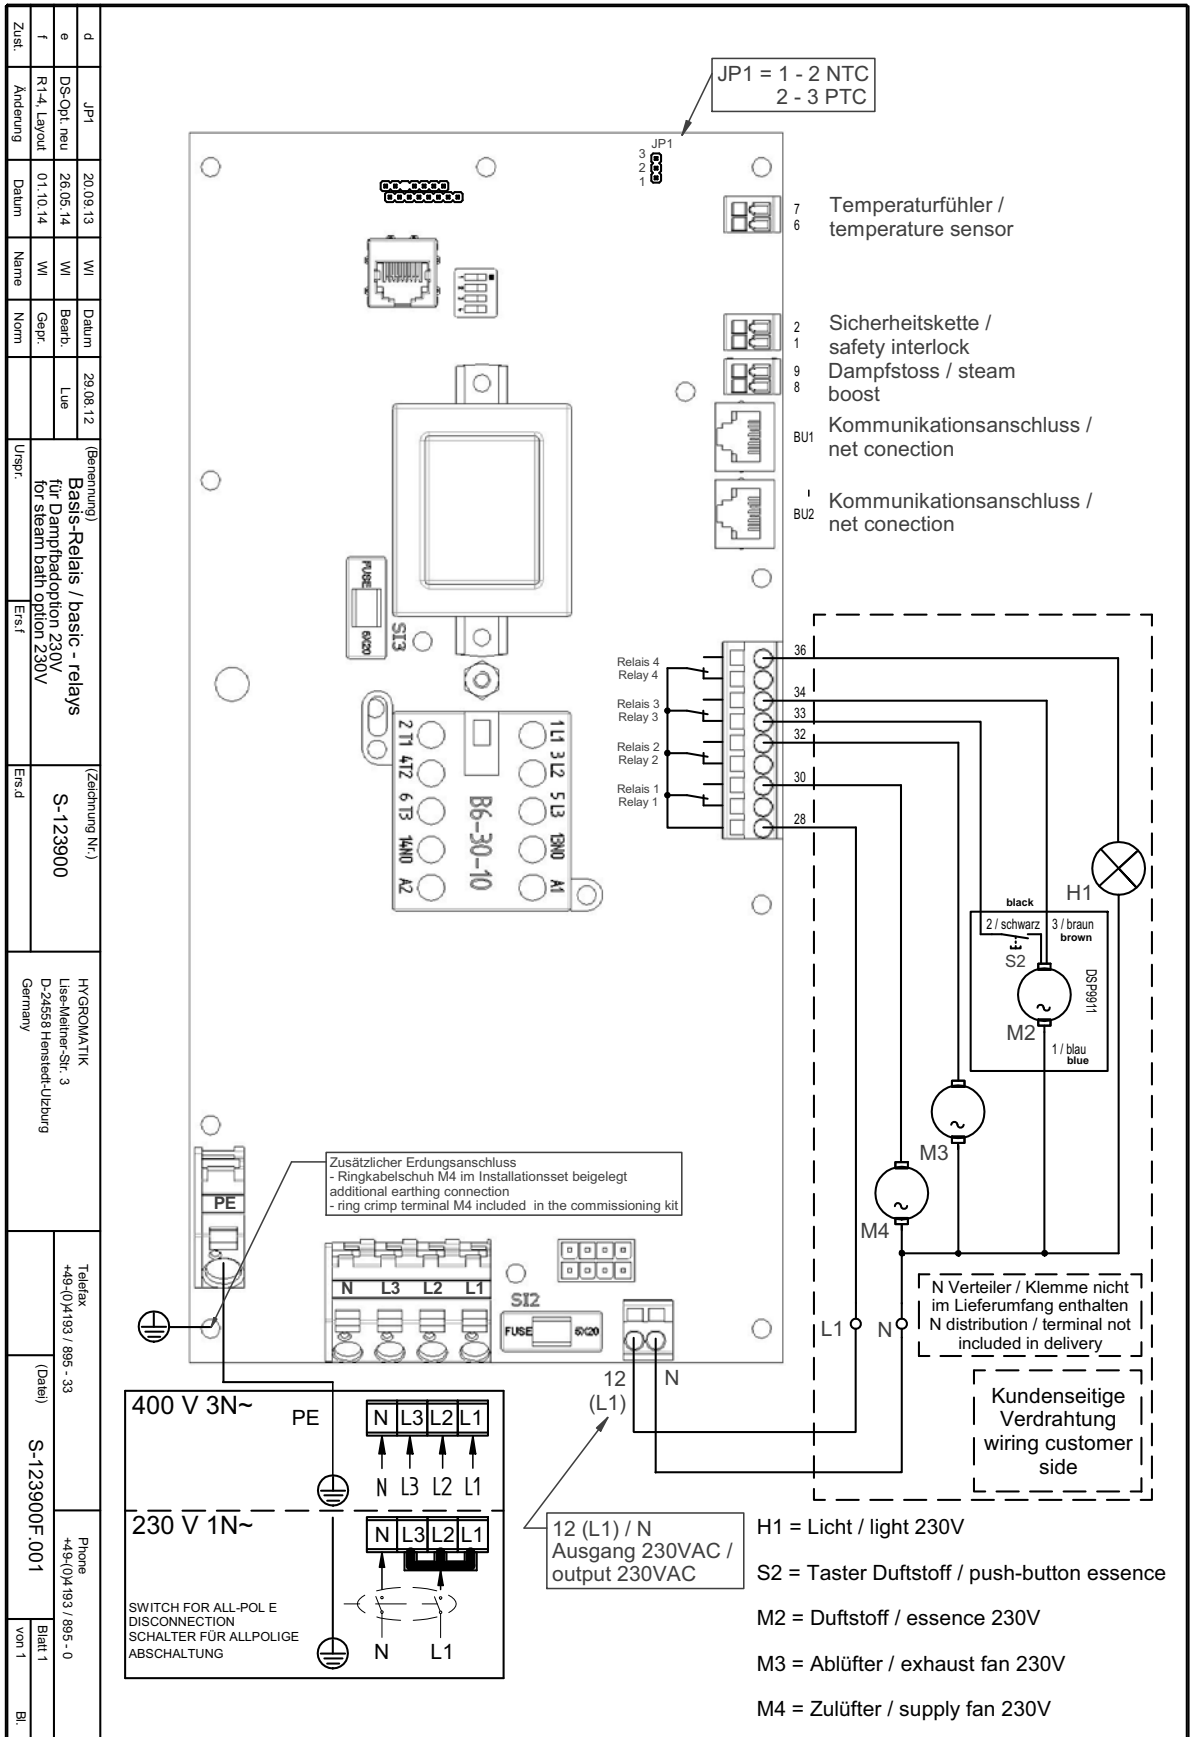 JP1 = 1 - 2 NTC
2 - 3 PTC
JP1
3
2
1
7
6
Temperaturfühler /
temperature sensor
2
1
Sicherheitskette /
safety interlock
9
8
Dampfstoss / steam
boost
BU1
Kommunikationsanschluss /
net conection
BU2
Kommunikationsanschluss /
net conection
FUSE
6X20
SI3
Relais 4
Relay 4
Relais 3
Relay 3
Relais 2
Relay 2
Relais 1
Relay 1
36
34
33
32
30
28
2 T1
4T2
6 T3
14NO
A2
B6-30-10
1 L1
3 L2
5 L3
13NO
A1
H1
black
2 / schwarz
3 / braun
brown
S2
DSP9911
M2
1 / blau
blue
M3
M4
Zusätzlicher Erdungsanschluss
- Ringkabelschuh M4 im Installationsset beigelegt
additional earthing connection
- ring crimp terminal M4 included in the commissioning kit
PE
N L3 L2 L1
SI2
FUSE
5X20
12
(L1)
N
L1
N
N Verteiler / Klemme nicht
im Lieferumfang enthalten
N distribution / terminal not
included in delivery
Kundenseitige
Verdrahtung
wiring customer
side
400 V 3N~
PE
N L3 L2 L1
N L3 L2 L1
230 V 1N~
N L3 L2 L1
SWITCH FOR ALL-POL E
DISCONNECTION
SCHALTER FÜR ALLPOLIGE
ABSCHALTUNG
N
L1
12 (L1) / N
Ausgang 230VAC /
output 230VAC
H1 = Licht / light 230V
S2 = Taster Duftstoff / push-button essence
M2 = Duftstoff / essence 230V
M3 = Ablüfter / exhaust fan 230V
M4 = Zulüfter / supply fan 230V
d JP1 20.09.13 WI Datum 29.08.12
e DS-Opt. neu 26.05.14 WI Bearb. Lue
f R1-4, Layout 01.10.14 WI Gepr.
Zust. Änderung Datum Name Norm
(Benennung)
Basis-Relais / basic - relays
für Dampfbadoption 230V
for steam bath option 230V
Urspr.
Ers.f
Ers.d
(Zeichnung Nr.)
S-123900
HYGROMATIK
Lise-Meitner-Str. 3
D-24558 Henstedt-Ulzburg
Germany
Telefax
+49-(0)4193 / 895 - 33
Phone
+49-(0)4193 / 895 - 0
(Datei)
S-123900F.001
Blatt 1
von 1 Bl.